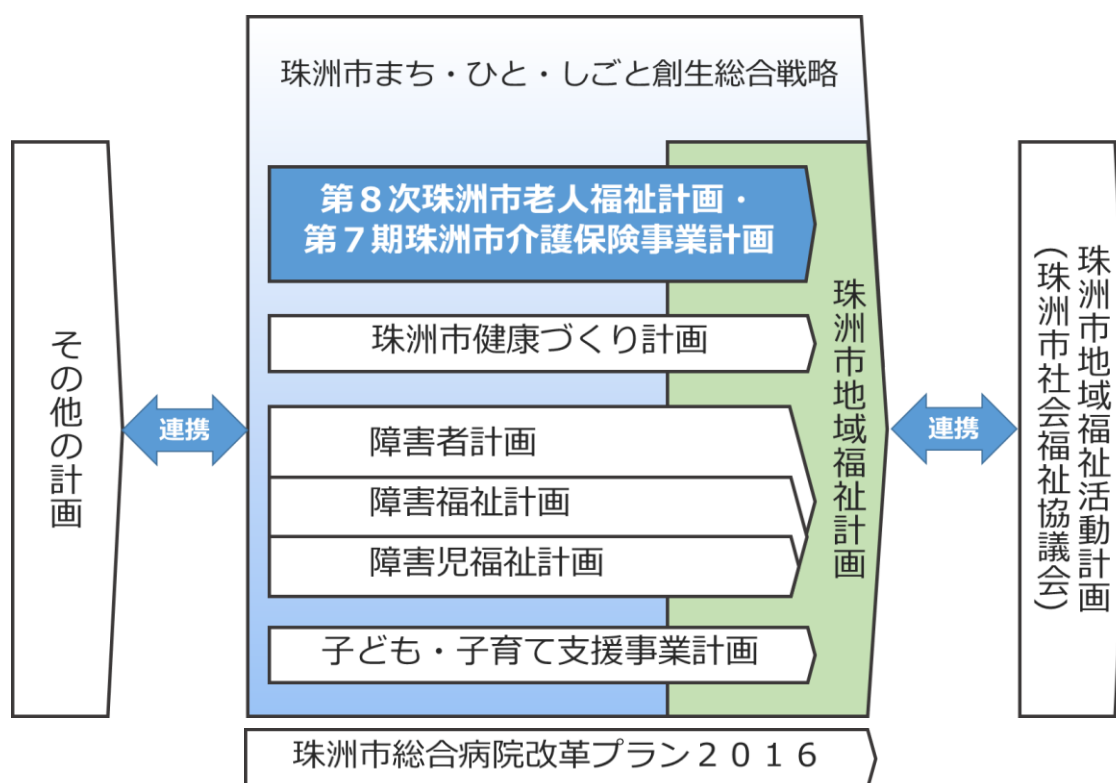 珠洲市まち・ひと・しごと創生総合戦略
第８次珠洲市老人福祉計画・
第７期珠洲市介護保険事業計画
珠洲市健康づくり計画
障害者計画
障害福祉計画
障害児福祉計画
子ども・子育て支援事業計画
珠洲市地域福祉計画
その他の計画
連携
連携
珠洲市地域福祉活動計画
(珠洲市社会福祉協議会)
珠洲市総合病院改革プラン２０１６